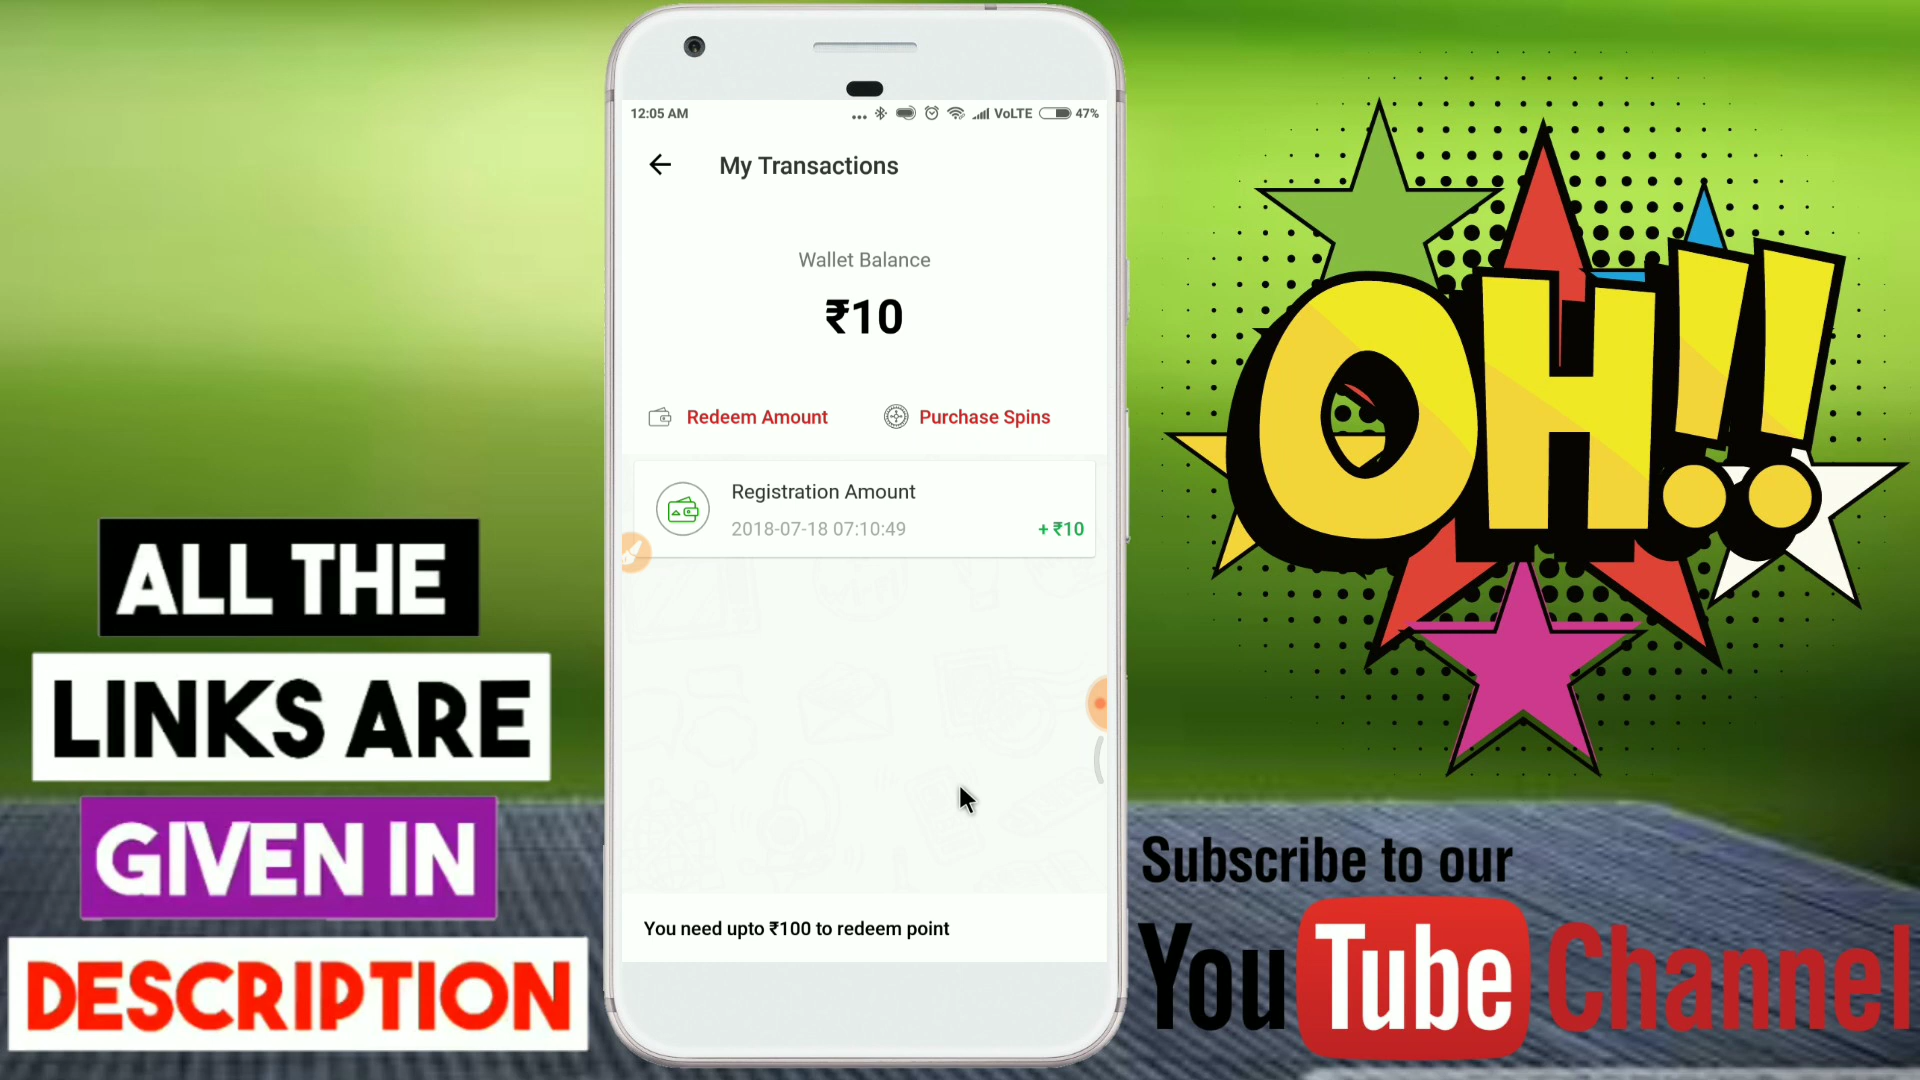 12:05 AM
VoLTE 47%
My Transactions
Wallet Balance
₹10
Redeem Amount
Purchase Spins
Registration Amount
2018-07-18 07:10:49
+ ₹10
You need upto ₹100 to redeem point
ALL THE
LINKS ARE
GIVEN IN
DESCRIPTION
OH!!
Subscribe to our
YouTube Channel